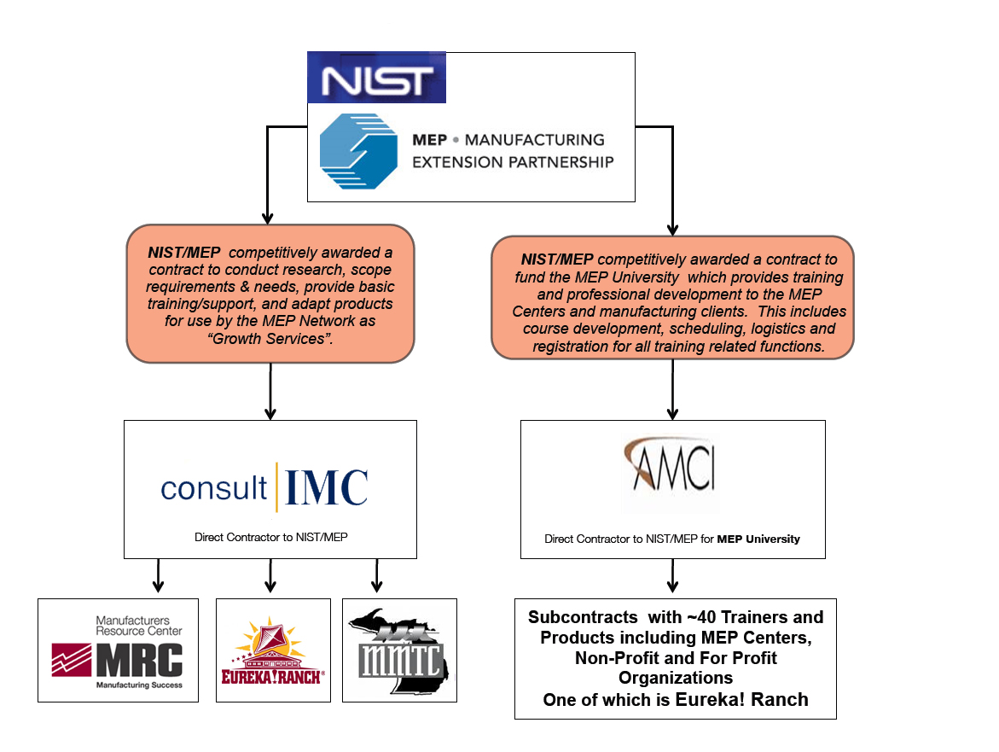 NIST
MEP • MANUFACTURING
EXTENSION PARTNERSHIP
NIST/MEP competitively awarded a
contract to conduct research, scope
requirements & needs, provide basic
training/support, and adapt products
for use by the MEP Network as
“Growth Services”.
NIST/MEP competitively awarded a contract to
fund the MEP University which provides training
and professional development to the MEP
Centers and manufacturing clients. This includes
course development, scheduling, logistics and
registration for all training related functions.
consult | IMC
Direct Contractor to NIST/MEP
AMCI
Direct Contractor to NIST/MEP for MEP University
Manufacturers
Resource Center
MRC
Manufacturing Success
EUREKA!RANCH®
MMTC
Subcontracts with ~40 Trainers and
Products including MEP Centers,
Non-Profit and For Profit
Organizations
One of which is Eureka! Ranch